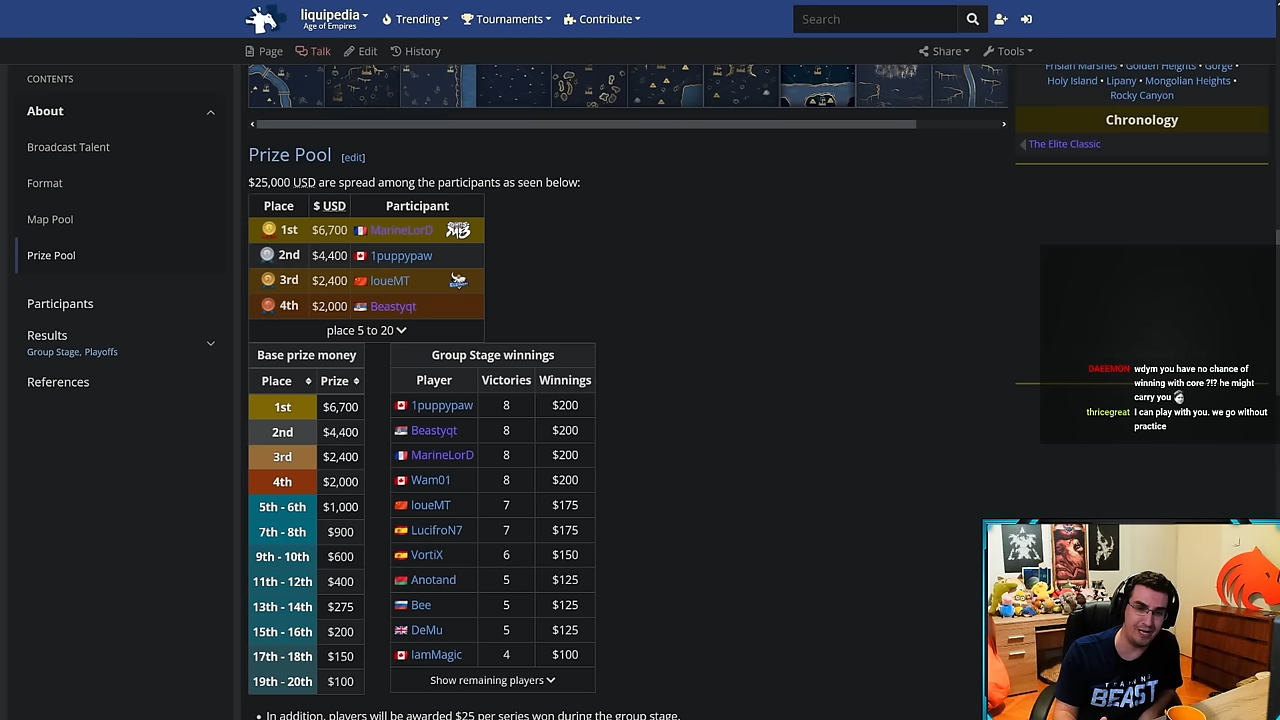 liquipedia
Age of Empires
Trending
Tournaments
Contribute
Search
Page
Talk
Edit
History
Share
Tools
CONTENTS
About
Broadcast Talent
Format
Map Pool
Prize Pool
Participants
Results
Group Stage, Playoffs
References
Frisian Marshes • Golden Heights • Gorge •
Holy Island • Lipany • Mongolian Heights •
Rocky Canyon
Chronology
The Elite Classic
Prize Pool [edit]
$25,000 USD are spread among the participants as seen below:
Place $ USD Participant
1st $6,700 MarineLorD
2nd $4,400 1puppypaw
3rd $2,400 loueMT
4th $2,000 Beastyqt
place 5 to 20
Base prize money
Place Prize
1st $6,700
2nd $4,400
3rd $2,400
4th $2,000
5th - 6th $1,000
7th - 8th $900
9th - 10th $600
11th - 12th $400
13th - 14th $275
15th - 16th $200
17th - 18th $150
19th - 20th $100
Group Stage winnings
Player Victories Winnings
1puppypaw 8 $200
Beastyqt 8 $200
MarineLorD 8 $200
Wam01 8 $200
loueMT 7 $175
LucifroN7 7 $175
VortiX 6 $150
Anotand 5 $125
Bee 5 $125
DeMu 5 $125
IamMagic 4 $100
Show remaining players
• In addition, players will be awarded $25 per series won during the group stage.
DAEEMON wdym you have no chance of
winning with core ?!? he might
carry you
thricegreat I can play with you. we go without
practice
BEAST